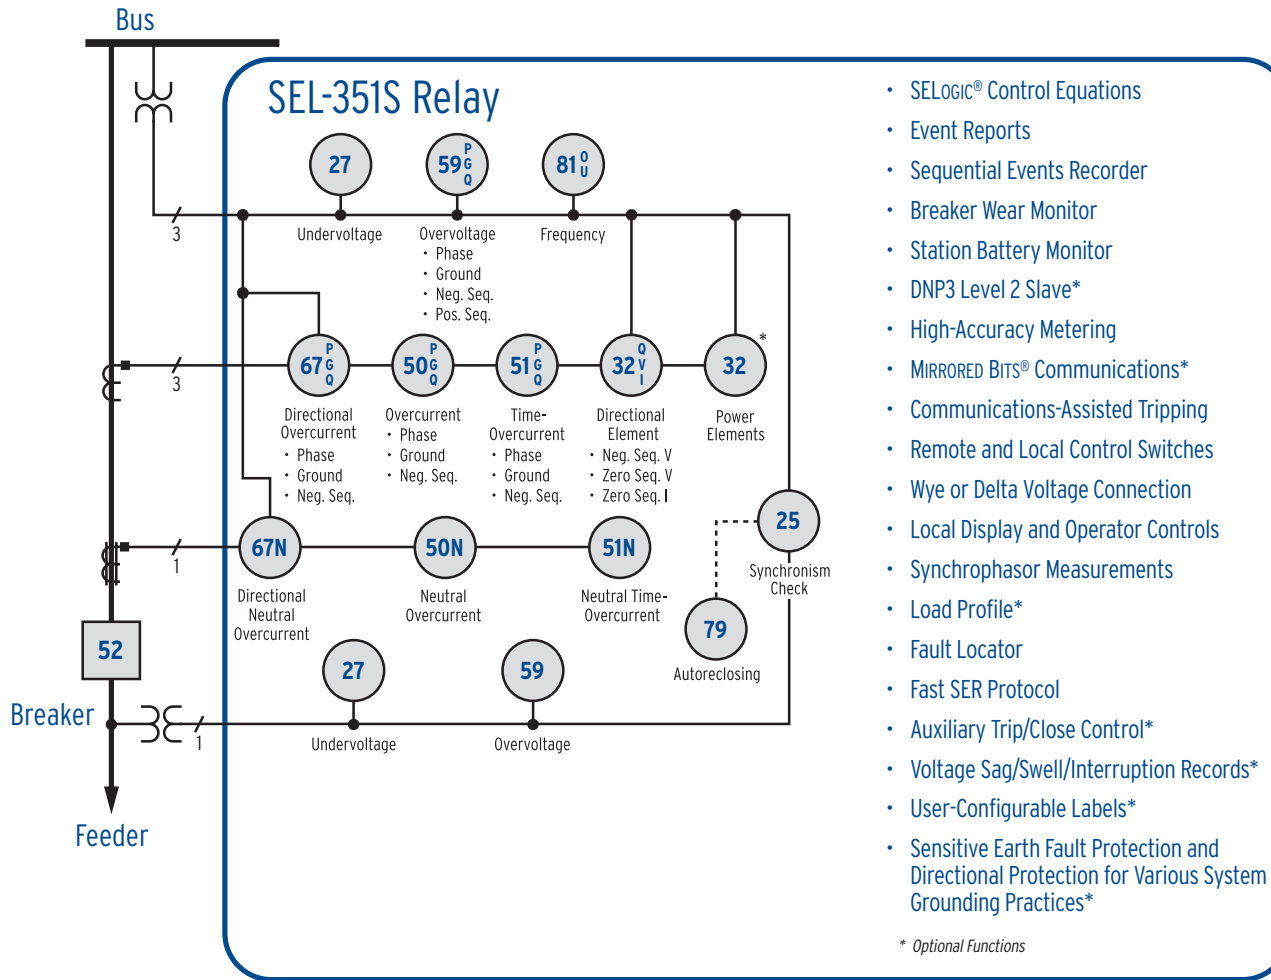 Bus
SEL-351S Relay
27
59 P G Q
81 O U
3
Undervoltage
Overvoltage
• Phase
• Ground
• Neg. Seq.
• Pos. Seq.
Frequency
3
67 P G Q
50 P G Q
51 P G Q
32 Q V I
32 *
Directional
Overcurrent
• Phase
• Ground
• Neg. Seq.
Overcurrent
• Phase
• Ground
• Neg. Seq.
Time-
Overcurrent
• Phase
• Ground
• Neg. Seq.
Directional
Element
• Neg. Seq. V
• Zero Seq. V
• Zero Seq. I
Power
Elements
25
Synchronism
Check
1
67N
50N
51N
Directional
Neutral
Overcurrent
Neutral
Overcurrent
Neutral Time-
Overcurrent
79
Autoreclosing
52
Breaker
27
59
1
Undervoltage
Overvoltage
Feeder
• SELOGIC® Control Equations
• Event Reports
• Sequential Events Recorder
• Breaker Wear Monitor
• Station Battery Monitor
• DNP3 Level 2 Slave*
• High-Accuracy Metering
• MIRRORED BITS® Communications*
• Communications-Assisted Tripping
• Remote and Local Control Switches
• Wye or Delta Voltage Connection
• Local Display and Operator Controls
• Synchrophasor Measurements
• Load Profile*
• Fault Locator
• Fast SER Protocol
• Auxiliary Trip/Close Control*
• Voltage Sag/Swell/Interruption Records*
• User-Configurable Labels*
• Sensitive Earth Fault Protection and
Directional Protection for Various System
Grounding Practices*
* Optional Functions